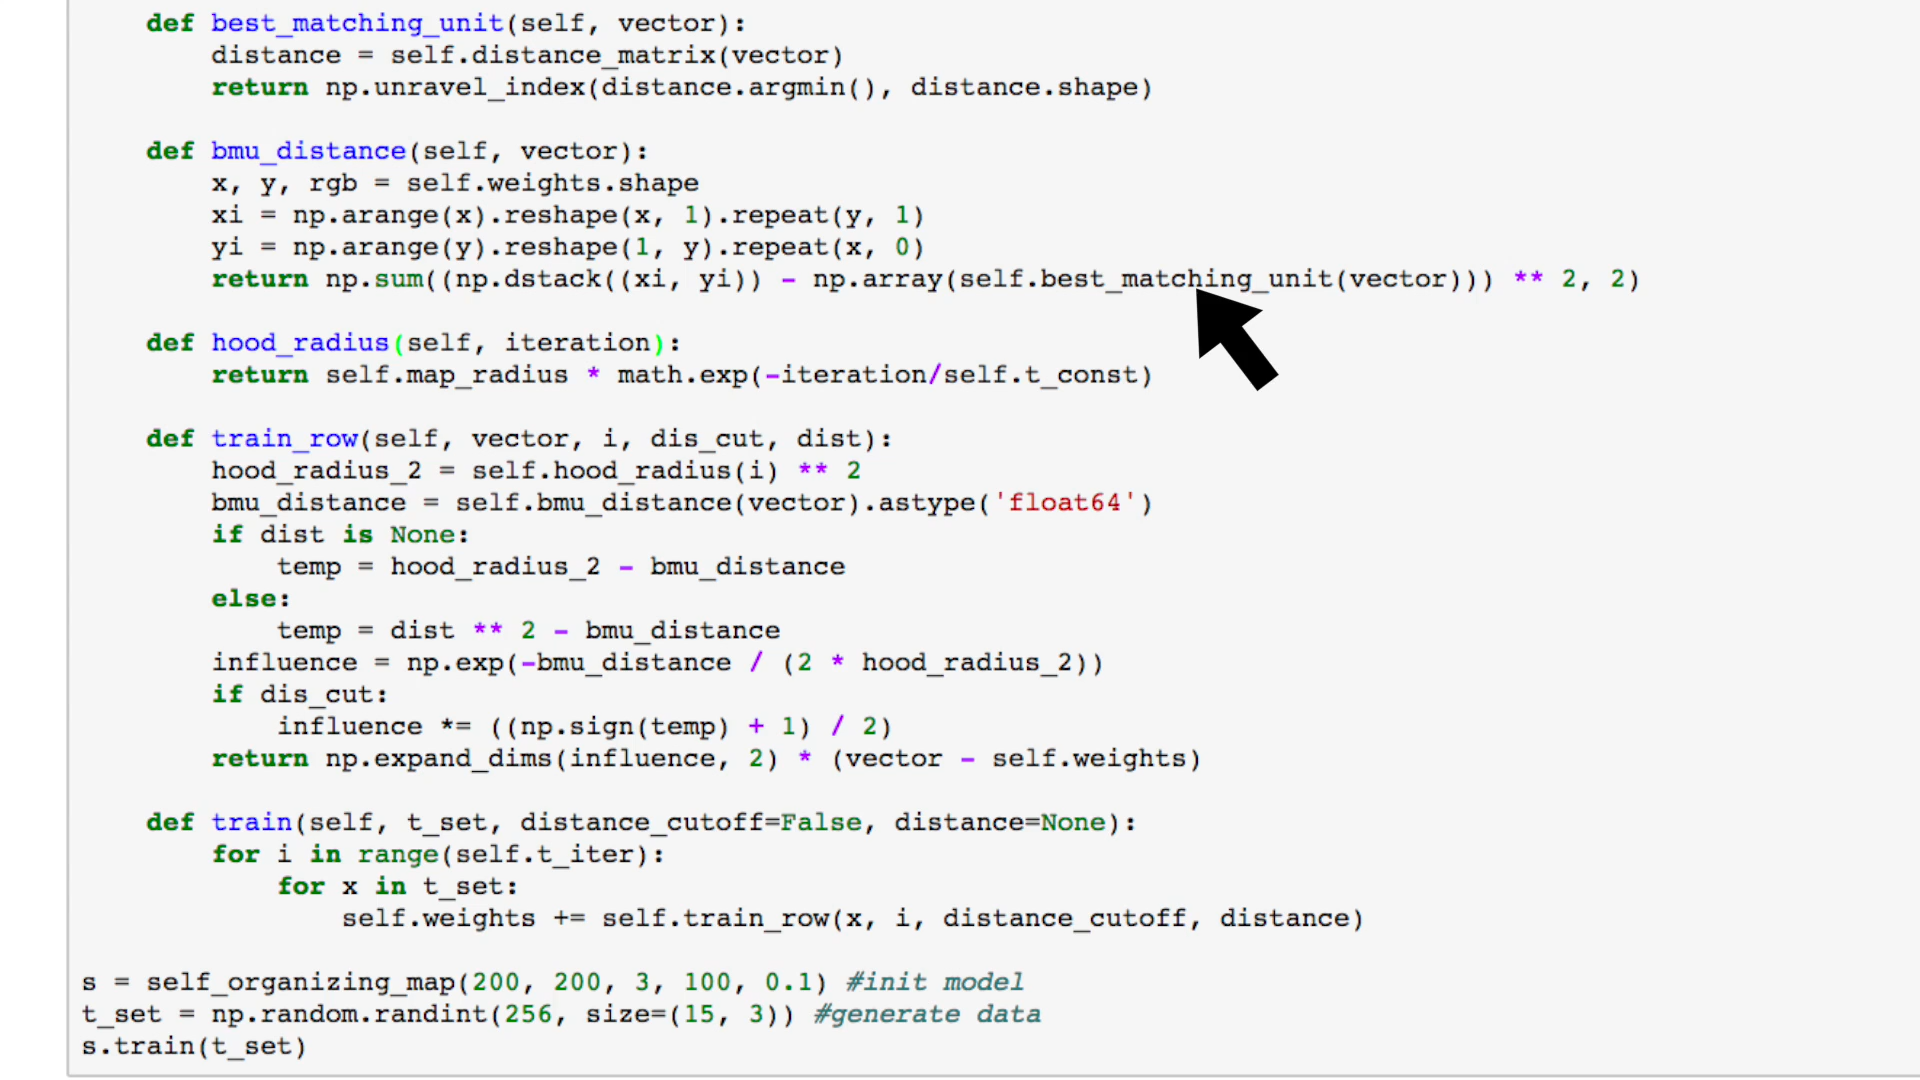 def best_matching_unit(self, vector):
distance = self.distance_matrix(vector)
return np.unravel_index(distance.argmin(), distance.shape)
def bmu_distance(self, vector):
x, y, rgb = self.weights.shape
xi = np.arange(x).reshape(x, 1).repeat(y, 1)
yi = np.arange(y).reshape(1, y).repeat(x, 0)
return np.sum((np.dstack((xi, yi)) - np.array(self.best_matching_unit(vector))) ** 2, 2)
def hood_radius(self, iteration):
return self.map_radius * math.exp(-iteration/self.t_const)
def train_row(self, vector, i, dis_cut, dist):
hood_radius_2 = self.hood_radius(i) ** 2
bmu_distance = self.bmu_distance(vector).astype('float64')
if dist is None:
temp = hood_radius_2 - bmu_distance
else:
temp = dist ** 2 - bmu_distance
influence = np.exp(-bmu_distance / (2 * hood_radius_2))
if dis_cut:
influence *= ((np.sign(temp) + 1) / 2)
return np.expand_dims(influence, 2) * (vector - self.weights)
def train(self, t_set, distance_cutoff=False, distance=None):
for i in range(self.t_iter):
for x in t_set:
self.weights += self.train_row(x, i, distance_cutoff, distance)
s = self_organizing_map(200, 200, 3, 100, 0.1) #init model
t_set = np.random.randint(256, size=(15, 3)) #generate data
s.train(t_set)